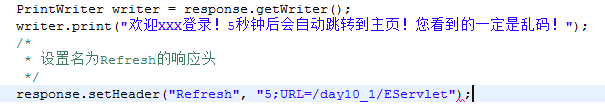 PrintWriter writer = response.getWriter();
writer.print("欢迎XXX登录！5秒钟后会自动跳转到主页！您看到的一定是乱码！");
/*
* 设置名为Refresh的响应头
*/
response.setHeader("Refresh", "5;URL=/day10_1/EServlet");